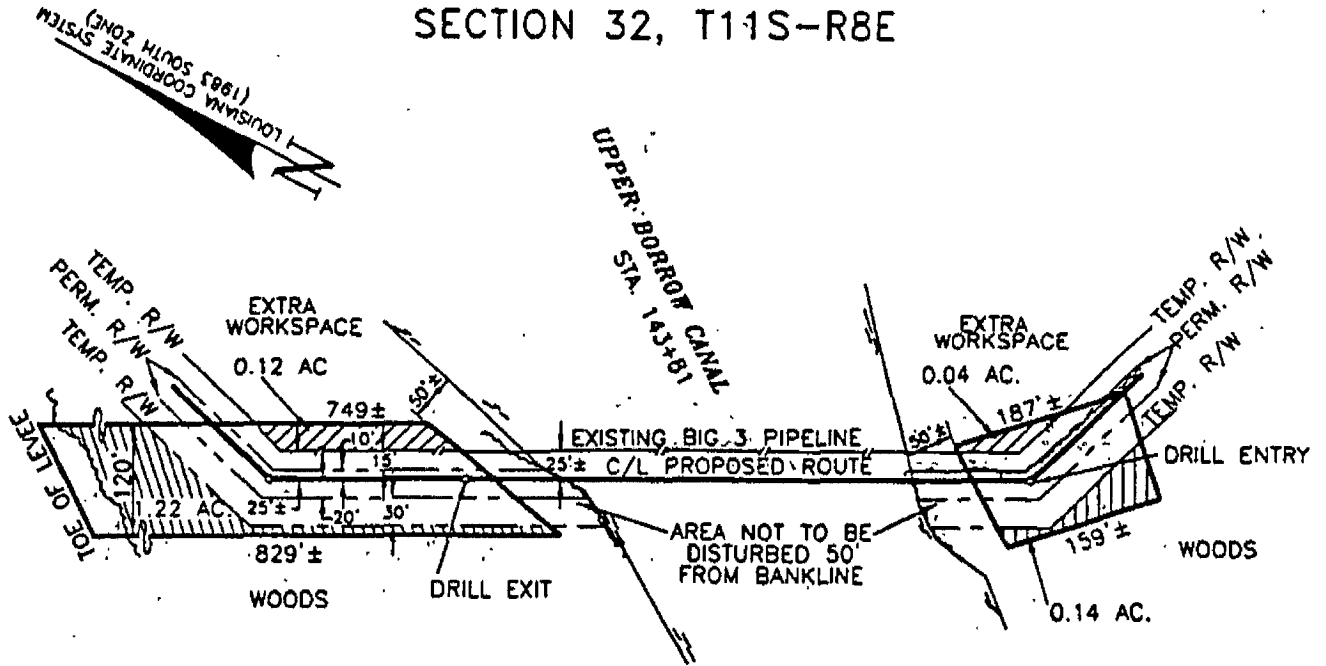 SECTION 32, T11S-R8E
LOUISIANA COORDINATE SYSTEM
(1983 SOUTH ZONE)
UPPER BORROW CANAL
STA. 143+81
TEMP. R/W
PERM. R/W
TEMP. R/W
EXTRA
WORKSPACE
0.12 AC
50'±
749±
10'
15
25'±
EXISTING BIG 3 PIPELINE
C/L PROPOSED ROUTE
TOE OF LEVEE
120'
1.22 AC.
25'±
20'
30'
829'±
WOODS
DRILL EXIT
AREA NOT TO BE
DISTURBED 50'
FROM BANKLINE
EXTRA
WORKSPACE
0.04 AC.
50'±
187'±
TEMP. R/W.
PERM. R/W
TEMP. R/W
DRILL ENTRY
159'±
WOODS
0.14 AC.